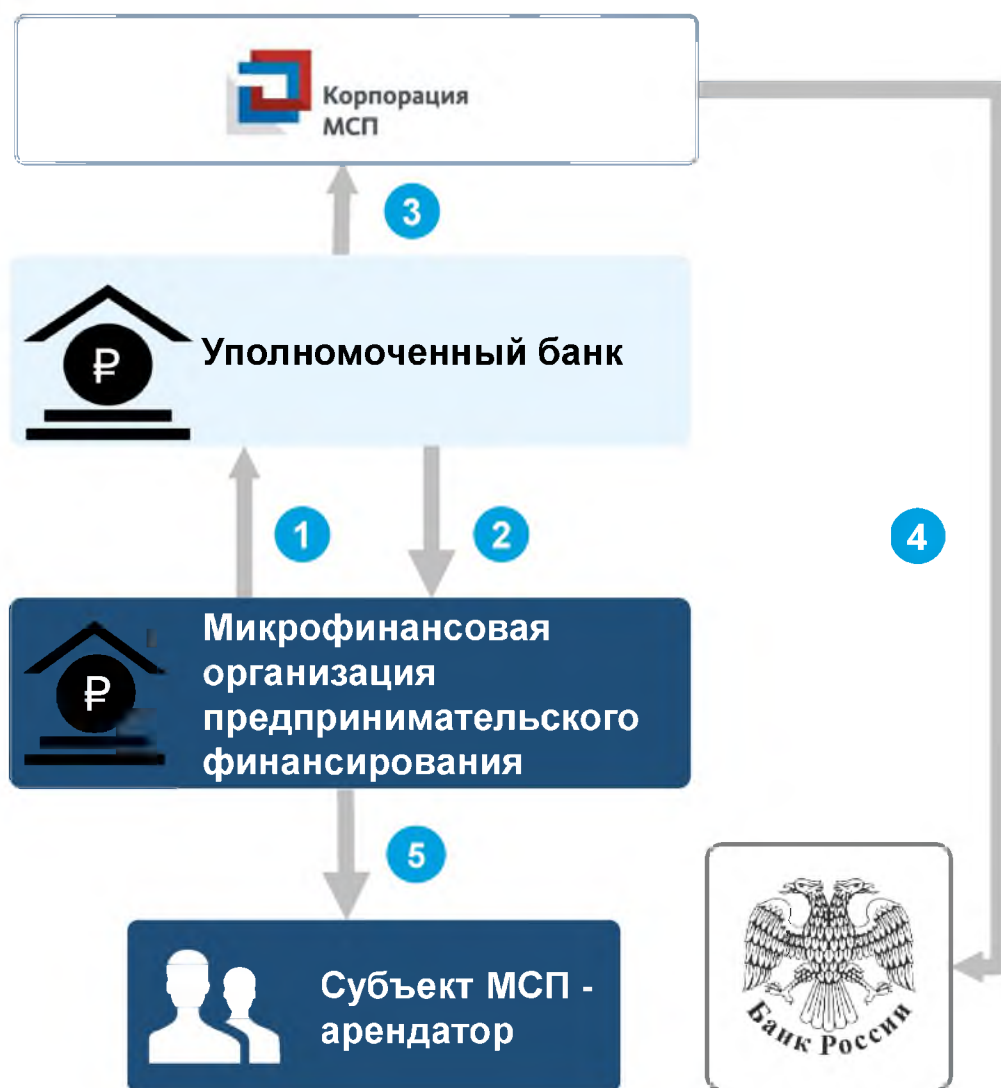 Корпорация
МСП
3
Уполномоченный банк
1
2
4
Микрофинансовая
организация
предпринимательского
финансирования
5
Субъект МСП -
арендатор
Банк России